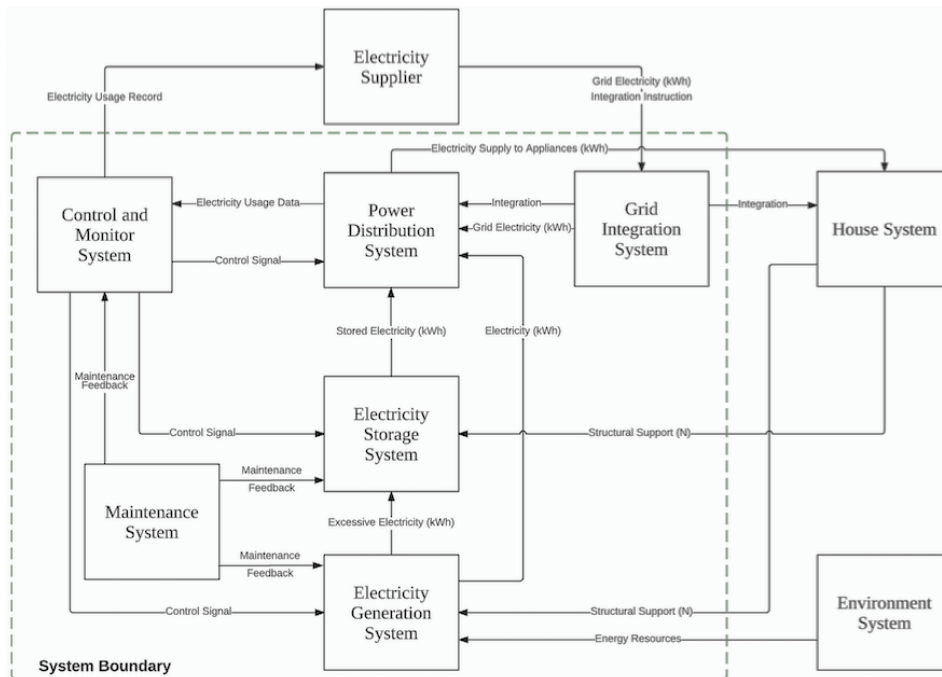 Electricity
Supplier
Electricity Usage Record
Grid Electricity (kWh)
Integration Instruction
Electricity Supply to Appliances (kWh)
Control and
Monitor
System
Electricity Usage Data
Power
Distribution
System
Integration
Grid Electricity (kWh)
Grid
Integration
System
Integration
House System
Control Signal
Stored Electricity (kWh)
Electricity (kWh)
Maintenance
Feedback
Control Signal
Electricity
Storage
System
Structural Support (N)
Maintenance
Feedback
Maintenance
System
Excessive Electricity (kWh)
Maintenance
Feedback
Control Signal
Electricity
Generation
System
Structural Support (N)
Energy Resources
Environment
System
System Boundary